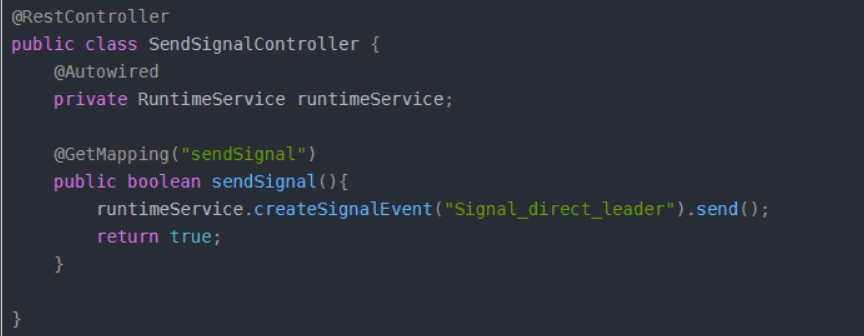 @RestController
public class SendSignalController {
    @Autowired
    private RuntimeService runtimeService;

    @GetMapping("sendSignal")
    public boolean sendSignal(){
        runtimeService.createSignalEvent("Signal_direct_leader").send();
        return true;
    }

}